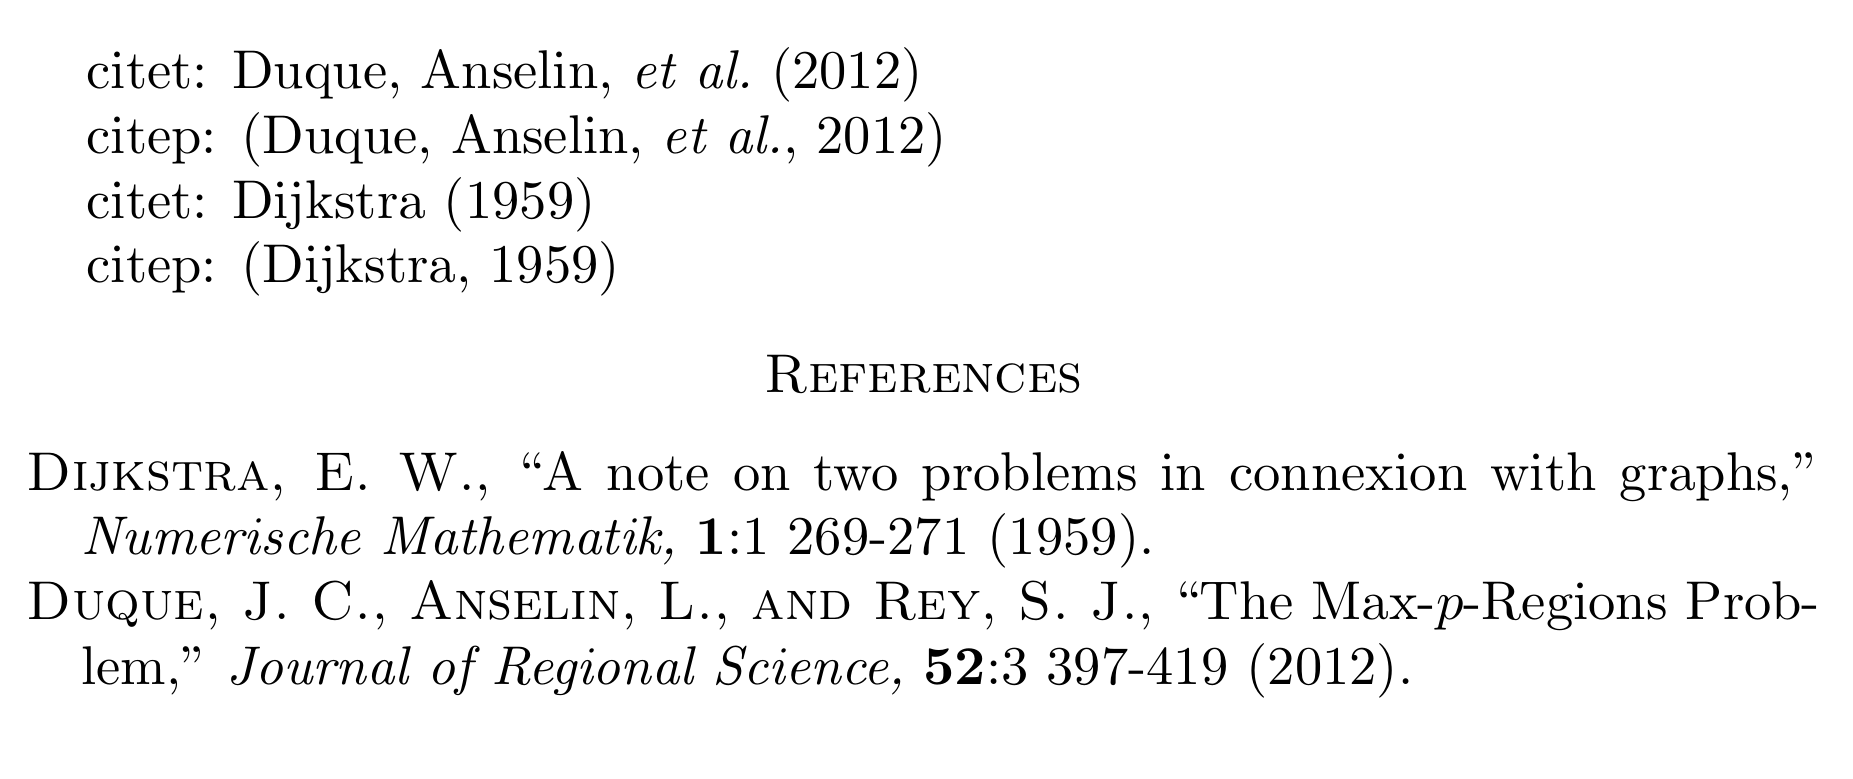 citet: Duque, Anselin, et al. (2012)
citep: (Duque, Anselin, et al., 2012)
citet: Dijkstra (1959)
citep: (Dijkstra, 1959)
References
Dijkstra, E. W., “A note on two problems in connexion with graphs,”
Numerische Mathematik, 1:1 269-271 (1959).
Duque, J. C., Anselin, L., and Rey, S. J., “The Max-p-Regions Prob-
lem,” Journal of Regional Science, 52:3 397-419 (2012).